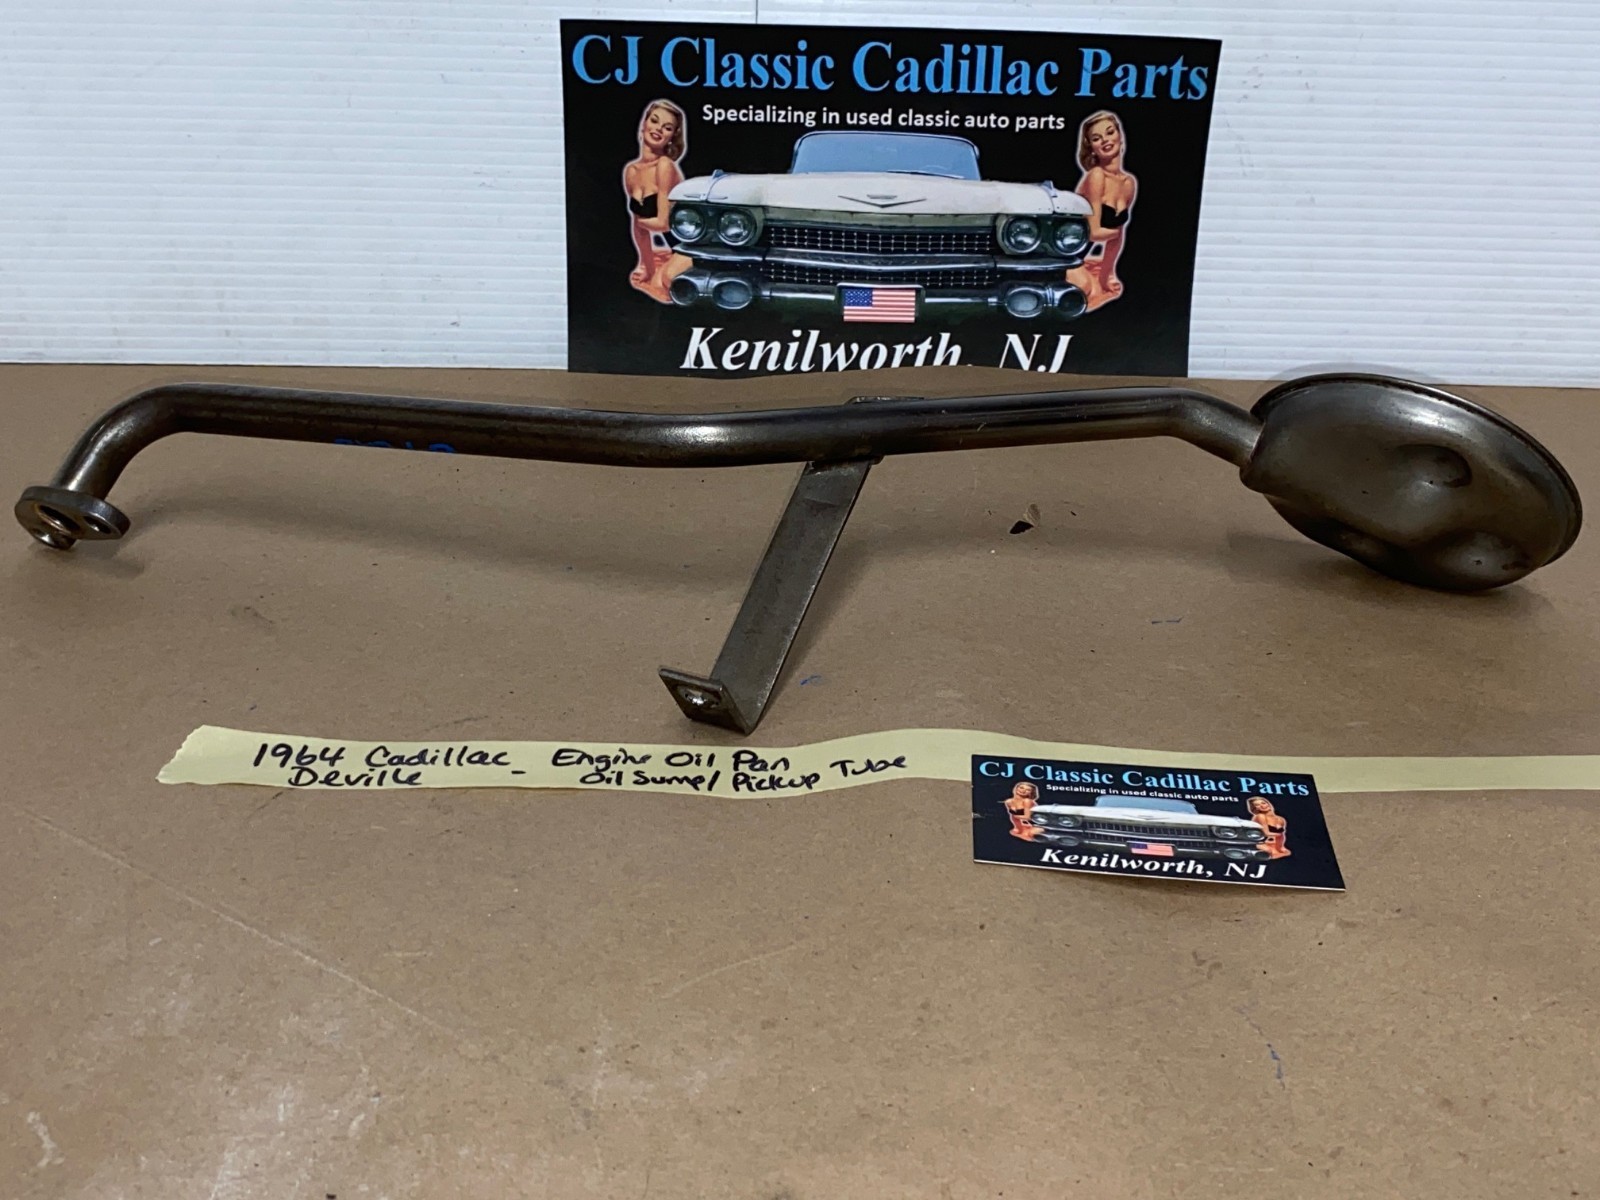 CJ Classic Cadillac Parts
Specializing in used classic auto parts
Kenilworth, NJ
1964 Cadillac - Engine Oil Pan
Deville Oil Sump/Pickup Tube
CJ Classic Cadillac Parts
Specializing in used classic auto parts
Kenilworth, NJ